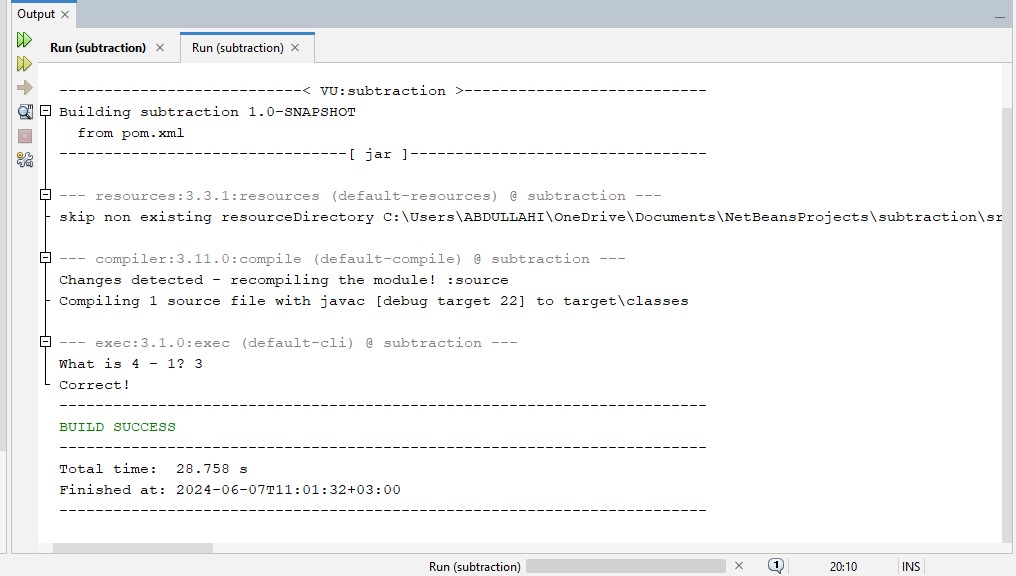 Output
Run (subtraction)
Run (subtraction)
---------------------------< VU:subtraction >---------------------------
Building subtraction 1.0-SNAPSHOT
from pom.xml
--------------------------------[ jar ]---------------------------------
--- resources:3.3.1:resources (default-resources) @ subtraction ---
skip non existing resourceDirectory C:\Users\ABDULLAHI\OneDrive\Documents\NetBeansProjects\subtraction\sr
--- compiler:3.11.0:compile (default-compile) @ subtraction ---
Changes detected - recompiling the module! :source
Compiling 1 source file with javac [debug target 22] to target\classes
--- exec:3.1.0:exec (default-cli) @ subtraction ---
What is 4 - 1? 3
Correct!
------------------------------------------------------------------------
BUILD SUCCESS
------------------------------------------------------------------------
Total time:  28.758 s
Finished at: 2024-06-07T11:01:32+03:00
------------------------------------------------------------------------
Run (subtraction)
1
20:10
INS